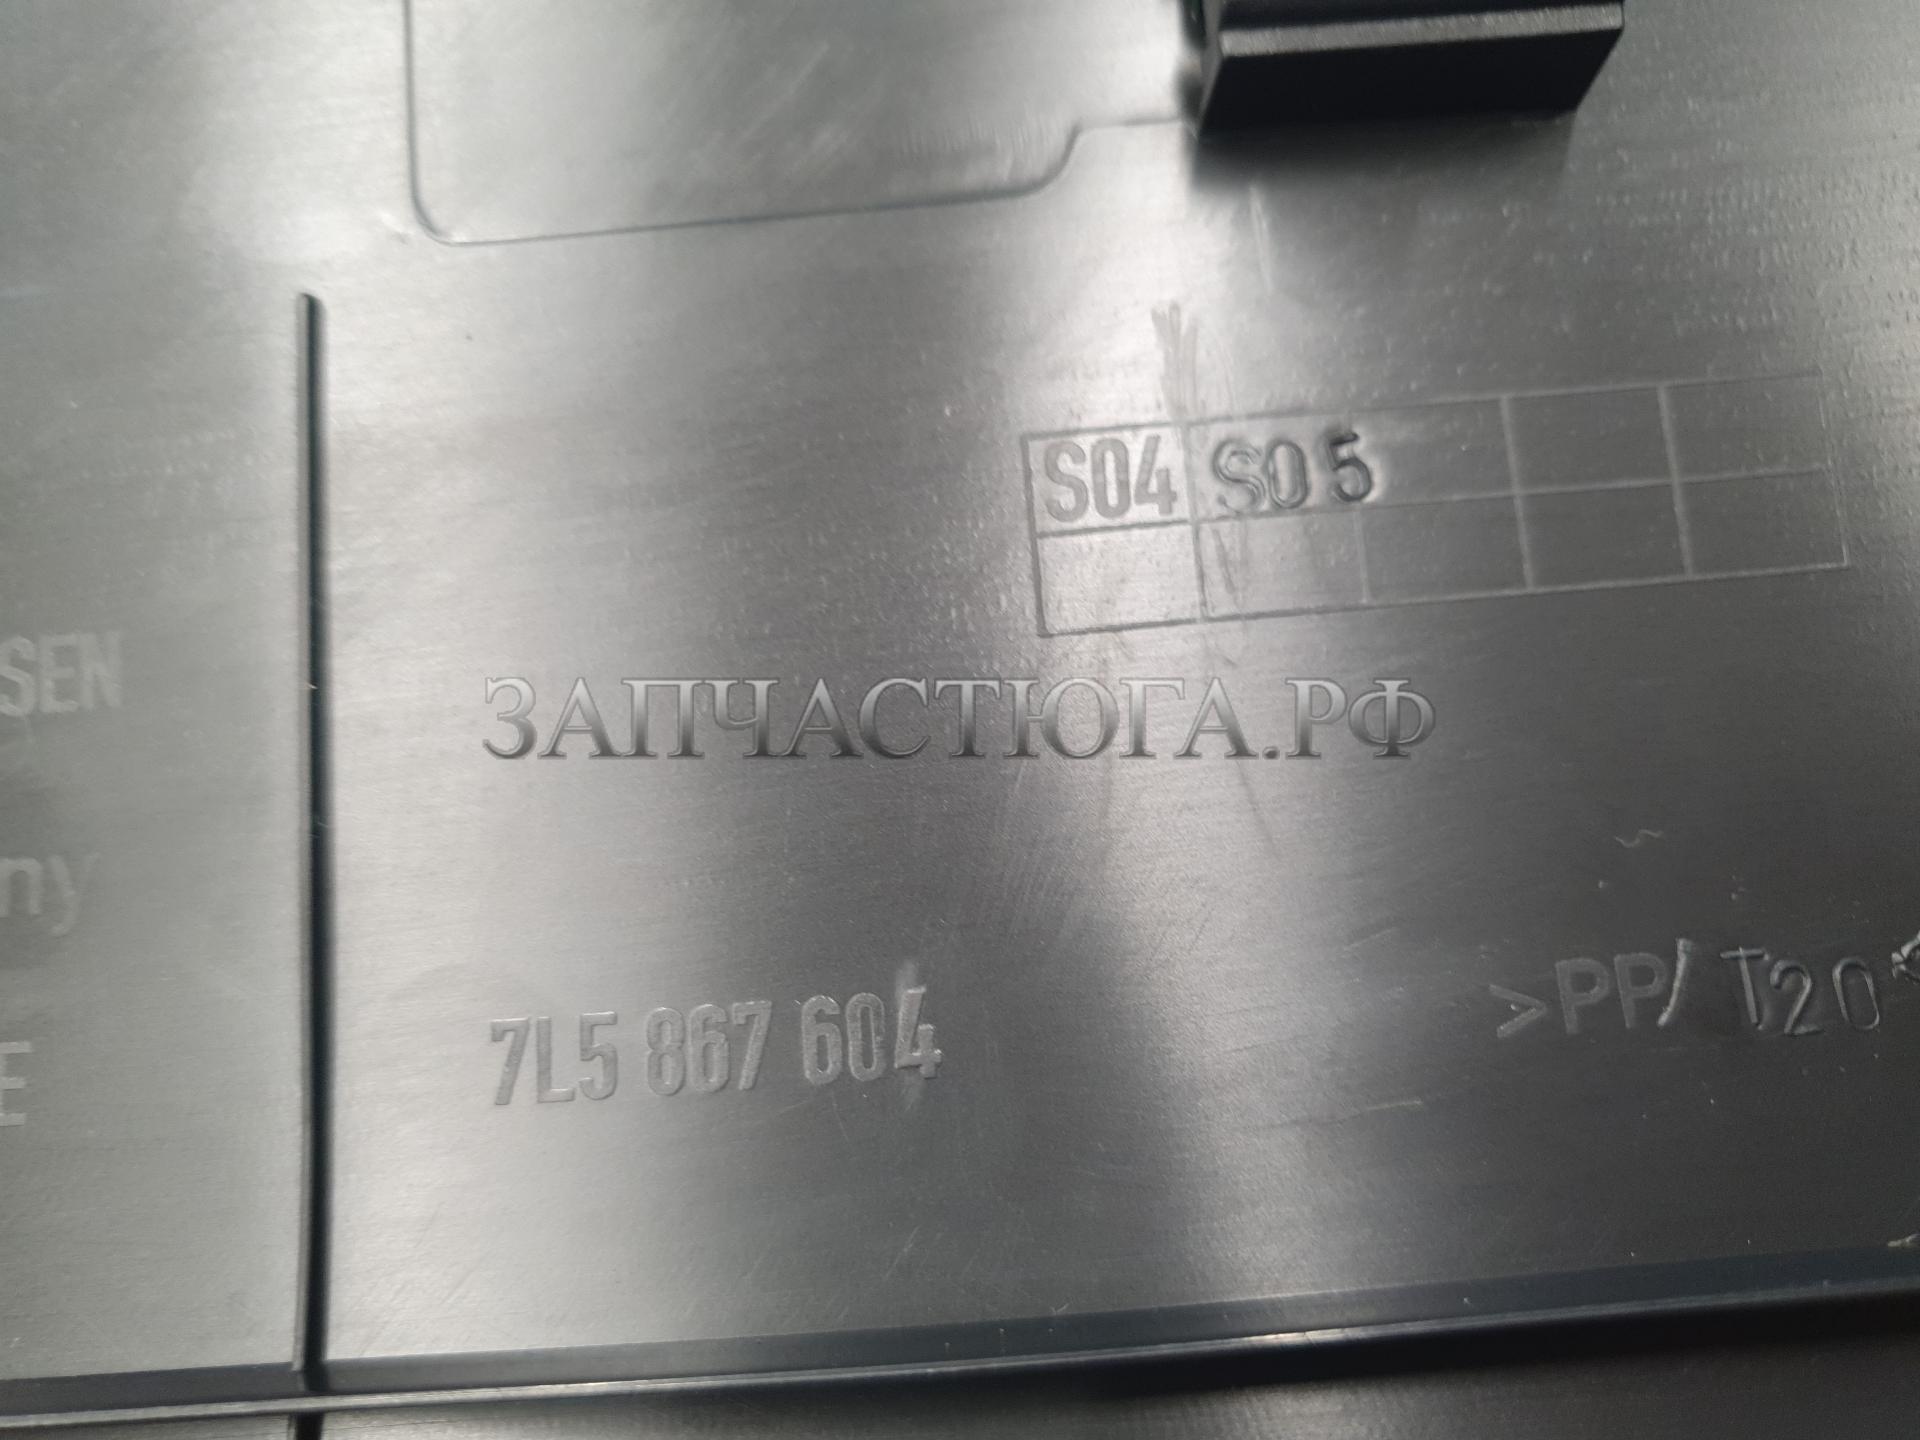 S04 S05
SEN
ЗАПЧАСТЮГА.РФ
ny
7L5 867 604
>PP/T20
E